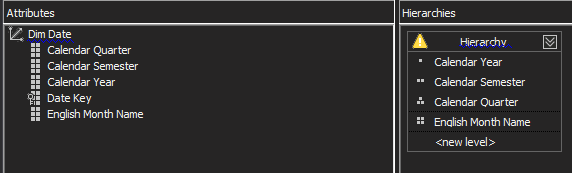 Attributes
Dim Date
Calendar Quarter
Calendar Semester
Calendar Year
Date Key
English Month Name
Hierarchies
Hierarchy
Calendar Year
Calendar Semester
Calendar Quarter
English Month Name
<new level>